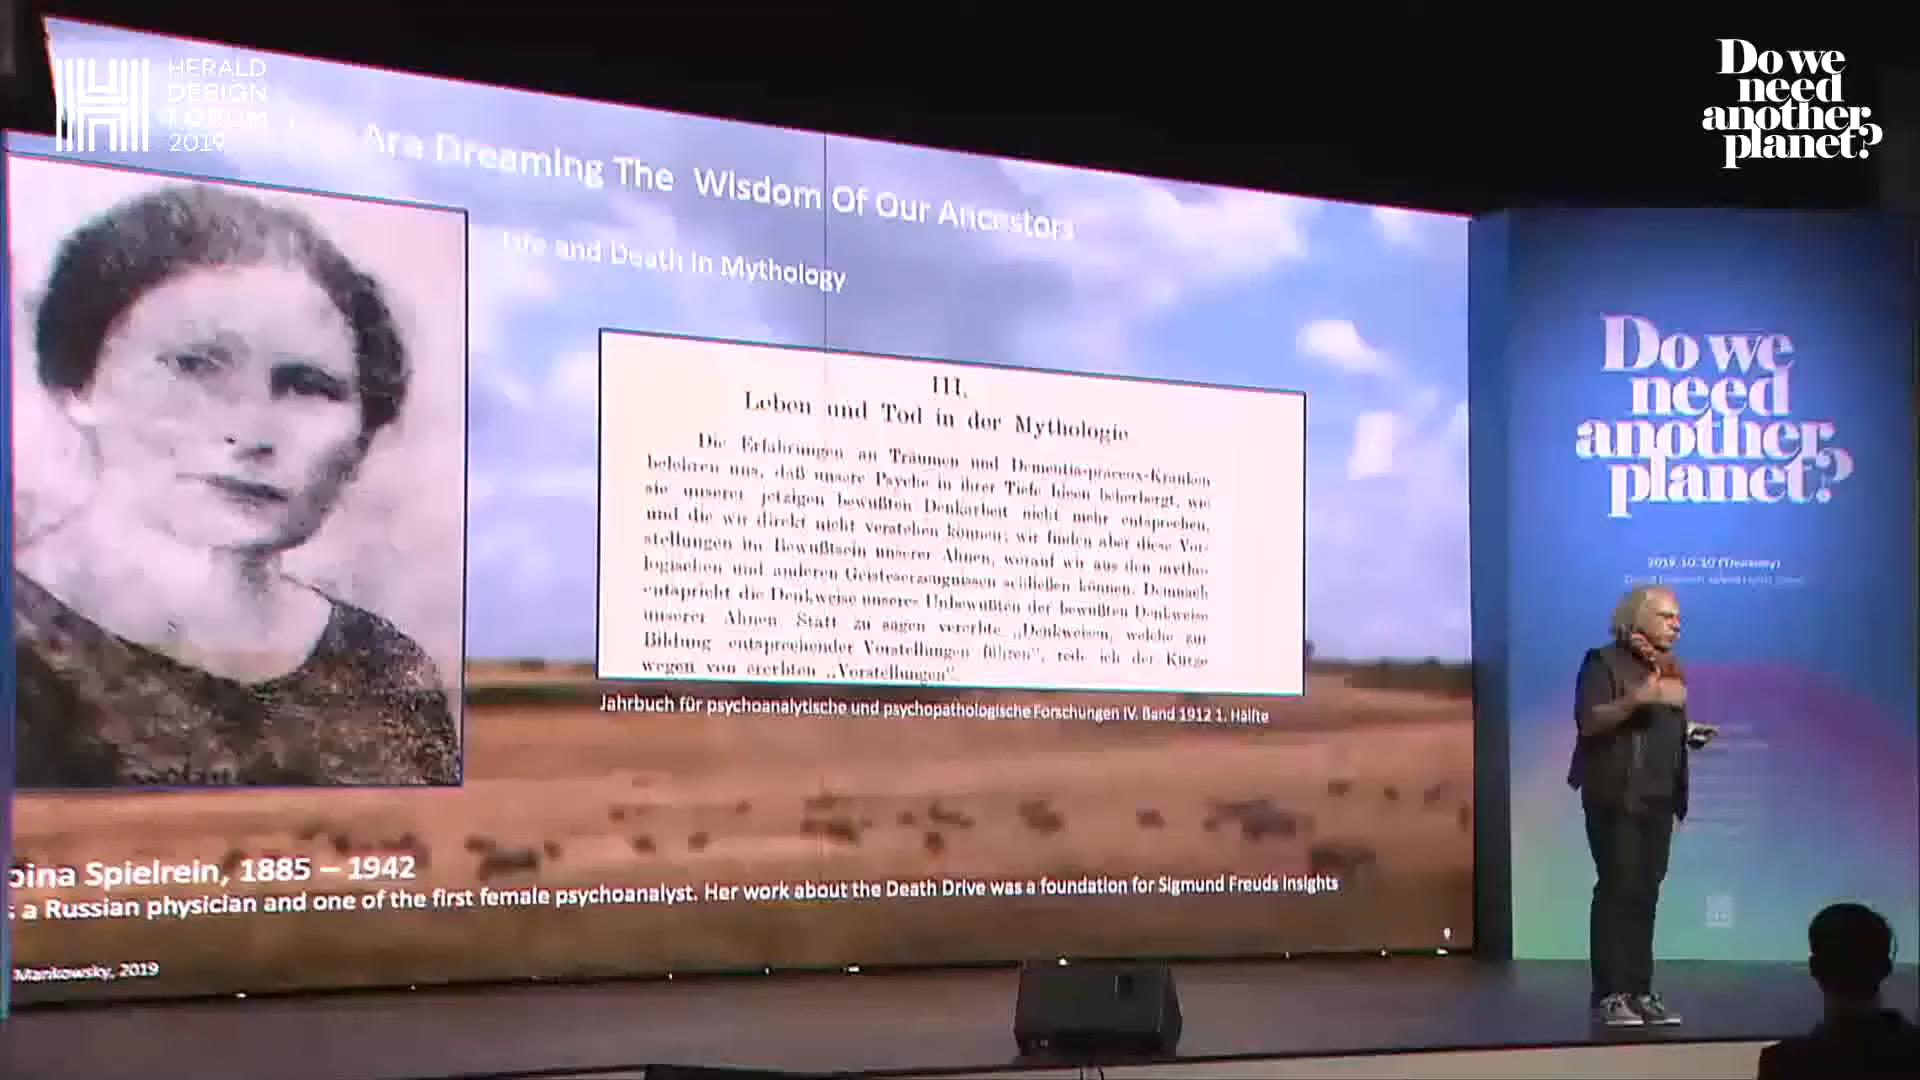 HERALD
DESIGN
FORUM
2019
Do we
need
another
planet?
Are Dreaming The Wisdom Of Our Ancestors
Life and Death in Mythology
III.
Leben und Tod in der Mythologie
Die Erfahrungen an Träumen und Dementia-praecox-Kranken
belehren uns, daß unsere Psyche in ihrer Tiefe Ideen beherbergt, wie
sie unserer jetzigen bewußten Denkarbeit nicht mehr entsprechen,
und die wir direkt nicht verstehen können; wir finden aber diese Vor-
stellungen im Bewußtsein unserer Ahnen, worauf wir aus den mytho-
logischen und anderen Geisteserzeugnissen schließen können. Demnach
entspricht die Denkweise unseres Unbewußten der bewußten Denkweise
unserer Ahnen. Statt zu sagen vererbte „Denkweisen, welche zur
Bildung entsprechender Vorstellungen führen“, rede ich der Kürze
wegen von ererbten „Vorstellungen“.
Jahrbuch für psychoanalytische und psychopathologische Forschungen IV. Band 1912 1. Hälfte
bina Spielrein, 1885 – 1942
a Russian physician and one of the first female psychoanalyst. Her work about the Death Drive was a foundation for Sigmund Freuds Insights
Mankowsky, 2019
9
Do we
need
another
planet?
2019.10.10 (Thursday)